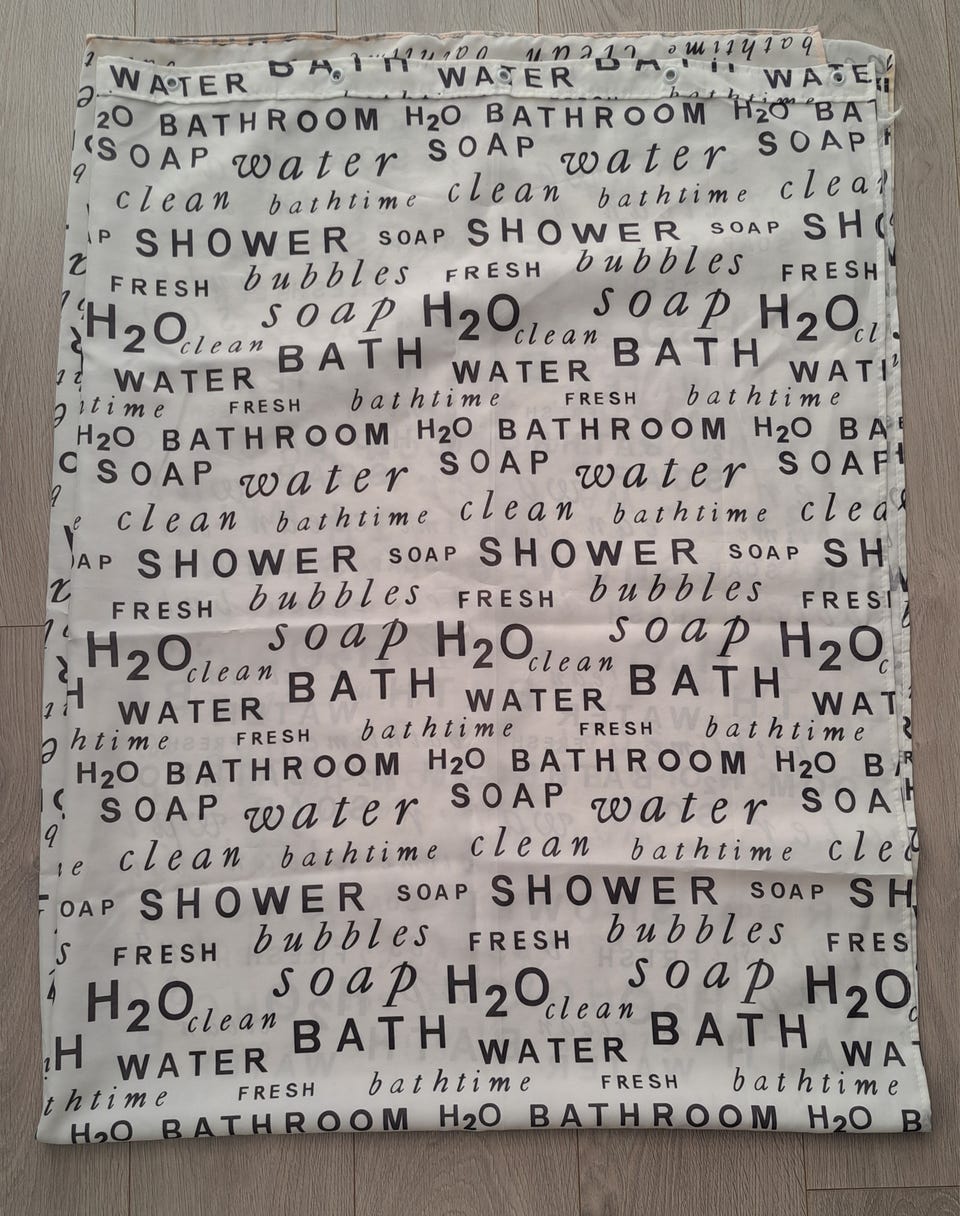 bathtime
WATER BATH WATER BATH WATE
2O BATHROOM H2O BATHROOM H2O BA
SOAP water SOAP water SOAP
clean bathtime clean bathtime clea
P SHOWER SOAP SHOWER SOAP SH
FRESH bubbles FRESH bubbles FRESH
H2O soap H2O soap H2O
clean BATH clean BATH cl
WATER WATER WAT
time FRESH bathtime FRESH bathtime
H2O BATHROOM H2O BATHROOM H2O BA
SOAP water SOAP water SOAP
e clean bathtime clean bathtime clea
AP SHOWER SOAP SHOWER SOAP SH
FRESH bubbles FRESH bubbles FRES
H2O soap H2O soap H2O
clean BATH clean BATH c
H WATER WATER WAT
htime FRESH bathtime FRESH bathtime
H2O BATHROOM H2O BATHROOM H2O B
SOAP water SOAP water SOA
e clean bathtime clean bathtime cle
OAP SHOWER SOAP SHOWER SOAP SH
FRESH bubbles FRESH bubbles FRES
H2O soap H2O soap H2O
clean BATH clean BATH
H WATER WATER WA
thtime FRESH bathtime FRESH bathtime
H2O BATHROOM H2O BATHROOM H2O B